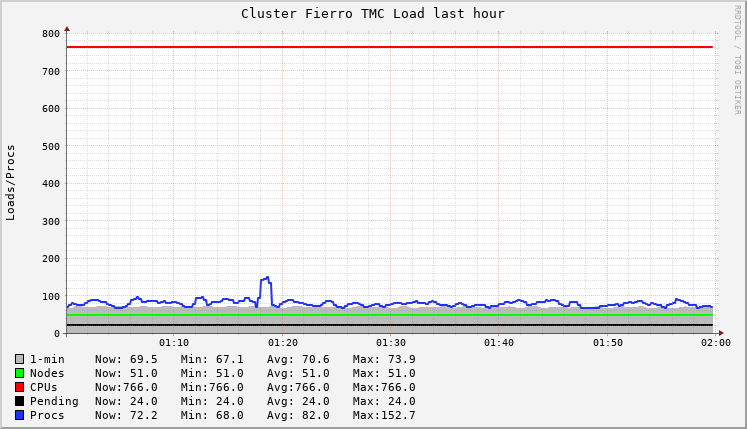 Cluster Fierro TMC Load last hour
RRDTOOL / TOBI OETIKER
Loads/Procs
800
700
600
500
400
300
200
100
0
01:10 01:20 01:30 01:40 01:50 02:00
1-min Now: 69.5 Min: 67.1 Avg: 70.6 Max: 73.9
Nodes Now: 51.0 Min: 51.0 Avg: 51.0 Max: 51.0
CPUs Now:766.0 Min:766.0 Avg:766.0 Max:766.0
Pending Now: 24.0 Min: 24.0 Avg: 24.0 Max: 24.0
Procs Now: 72.2 Min: 68.0 Avg: 82.0 Max:152.7